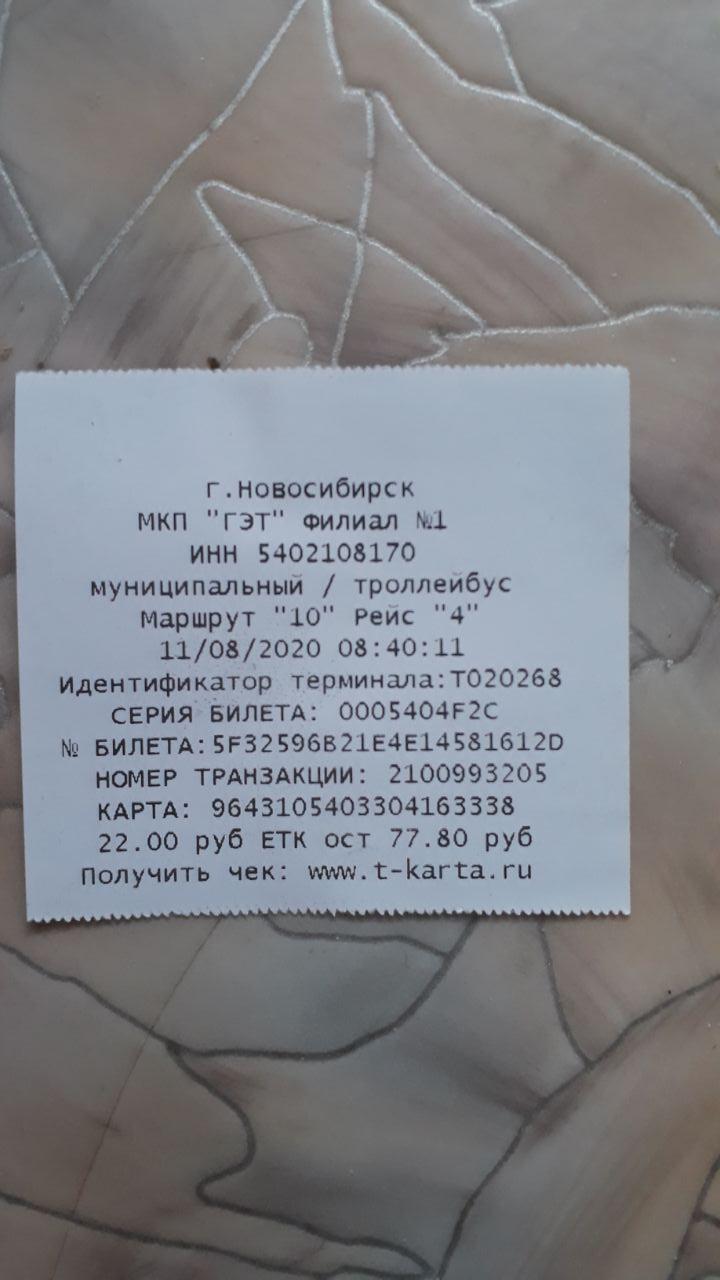 г.Новосибирск
МКП "ГЭТ" Филиал №1
ИНН 5402108170
муниципальный / троллейбус
Маршрут "10" Рейс "4"
11/08/2020 08:40:11
Идентификатор терминала:T020268
СЕРИЯ БИЛЕТА: 0005404F2C
№ БИЛЕТА:5F32596B21E4E14581612D
НОМЕР ТРАНЗАКЦИИ: 2100993205
КАРТА: 9643105403304163338
22.00 руб ЕТК ост 77.80 руб
Получить чек: www.t-karta.ru